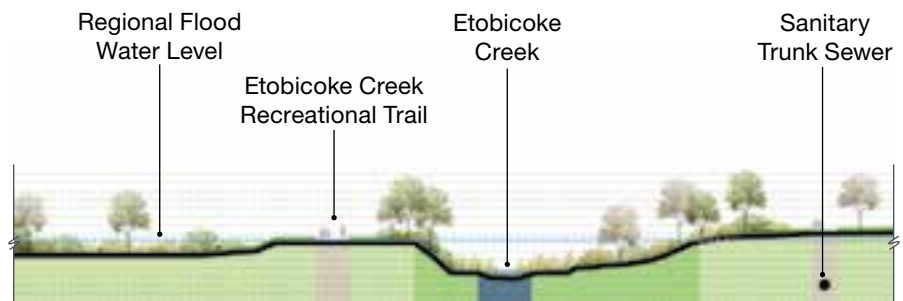 Regional Flood
Water Level
Etobicoke Creek
Recreational Trail
Etobicoke
Creek
Sanitary
Trunk Sewer